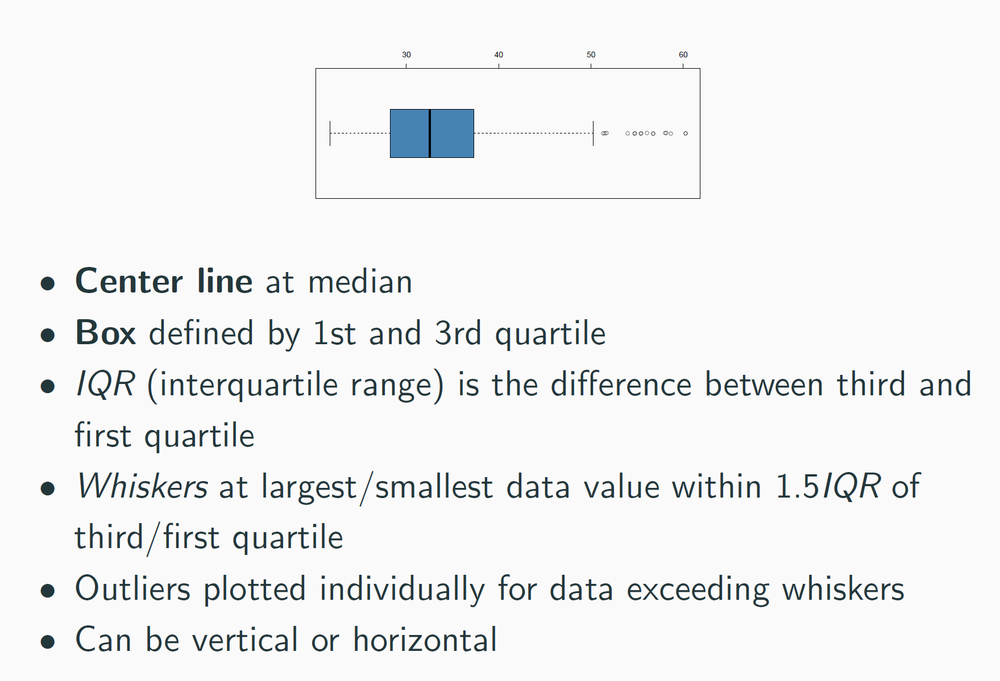 30 40 50 60
• Center line at median
• Box defined by 1st and 3rd quartile
• IQR (interquartile range) is the difference between third and
first quartile
• Whiskers at largest/smallest data value within 1.5IQR of
third/first quartile
• Outliers plotted individually for data exceeding whiskers
• Can be vertical or horizontal